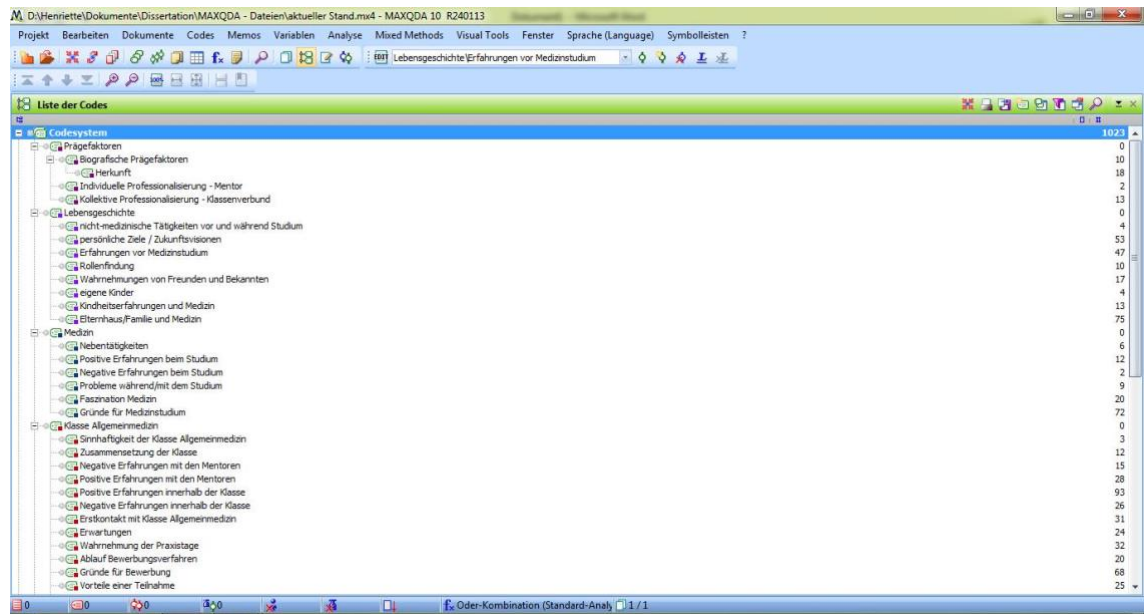 D:\Henriette\Dokumente\Dissertation\MAXQDA - Dateien\aktueller Stand.mx4 - MAXQDA 10 R240113
Projekt Bearbeiten Dokumente Codes Memos Variablen Analyse Mixed Methods Visual Tools Fenster Sprache (Language) Symbolleisten ?
EDIT Lebensgeschichte\Erfahrungen vor Medizinstudium
Liste der Codes
Codesystem 1023
Prägefaktoren 0
Biografische Prägefaktoren 10
Herkunft 18
Individuelle Professionalisierung - Mentor 2
Kollektive Professionalisierung - Klassenverbund 13
Lebensgeschichte 0
nicht-medizinische Tätigkeiten vor und während Studium 4
persönliche Ziele / Zukunftsvisionen 53
Erfahrungen vor Medizinstudium 47
Rollenfindung 10
Wahrnehmungen von Freunden und Bekannten 17
eigene Kinder 4
Kindheitserfahrungen und Medizin 13
Elternhaus/Familie und Medizin 75
Medizin 0
Nebentätigkeiten 6
Positive Erfahrungen beim Studium 12
Negative Erfahrungen beim Studium 2
Probleme während/mit dem Studium 9
Faszination Medizin 20
Gründe für Medizinstudium 72
Klasse Allgemeinmedizin 0
Sinnhaftigkeit der Klasse Allgemeinmedizin 3
Zusammensetzung der Klasse 12
Negative Erfahrungen mit den Mentoren 15
Positive Erfahrungen mit den Mentoren 28
Positive Erfahrungen innerhalb der Klasse 93
Negative Erfahrungen innerhalb der Klasse 26
Erstkontakt mit Klasse Allgemeinmedizin 31
Erwartungen 24
Wahrnehmung der Praxistage 32
Ablauf Bewerbungsverfahren 20
Gründe für Bewerbung 68
Vorteile einer Teilnahme 25
0 0 0 0 Oder-Kombination (Standard-Analy 1 / 1